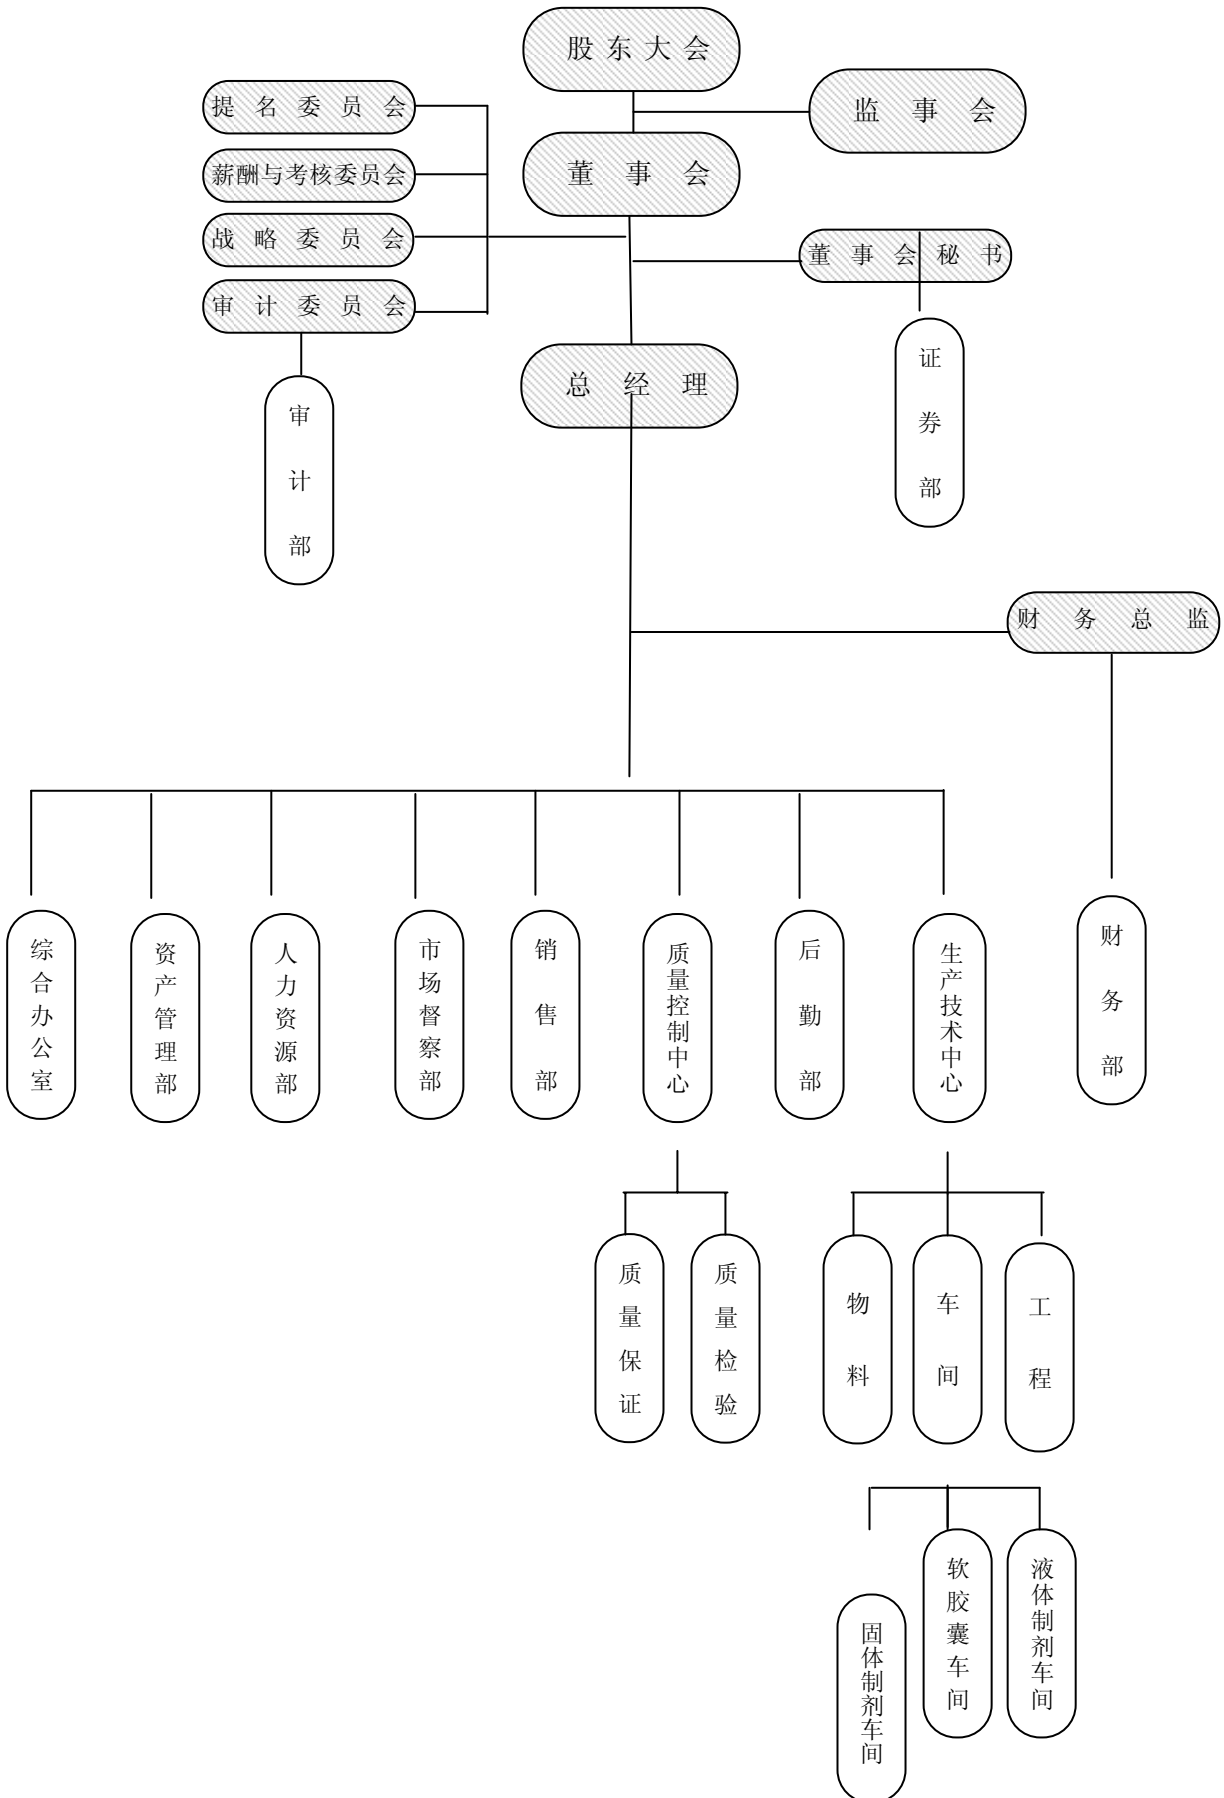 股东大会
监事会
提名委员会
董事会
薪酬与考核委员会
战略委员会
董事会秘书
审计委员会
证券部
总经理
审计部
财务总监
综合办公室
资产管理部
人力资源部
市场督察部
销售部
质量控制中心
后勤部
生产技术中心
财务部
质量保证
质量检验
物料
车间
工程
固体制剂车间
软胶囊车间
液体制剂车间